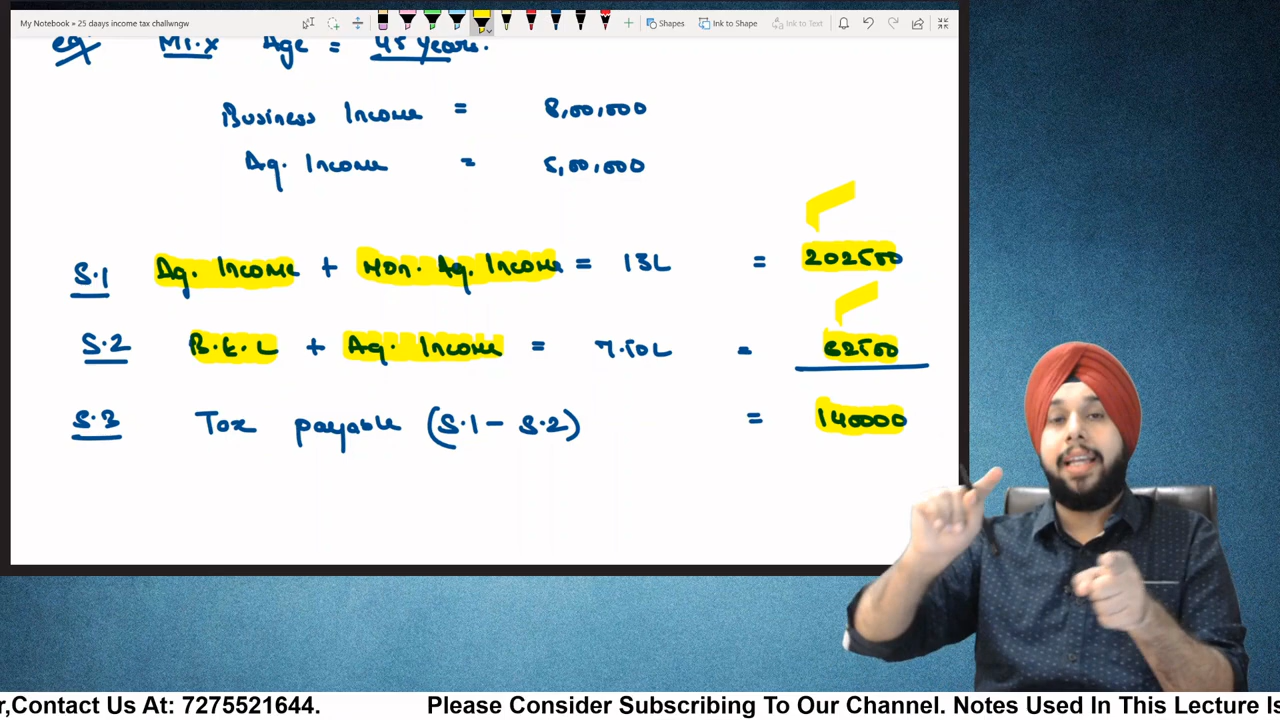 My Notebook » 25 daays income tax challwngw
Shapes Ink to Shape Ink to Text
eg Mr.X Age = 45 years.
Business Income = 8,00,000
Ag. Income = 5,00,000
S.1 Ag. Income + Non. Ag. Income = 13L = 202500
S.2 B.E.L + Ag. Income = 7.50L = 62500
S.3 Tax payable (S.1 - S.2) = 140000
r,Contact Us At: 7275521644. Please Consider Subscribing To Our Channel. Notes Used In This Lecture Is